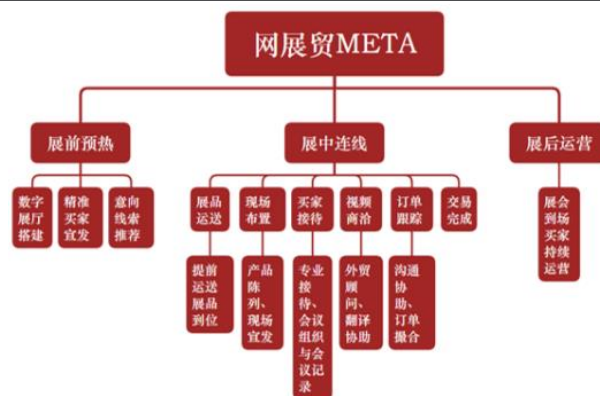 网展贸META
展前预热
展中连线
展后运营
数字
展厅
搭建
精准
买家
宣发
意向
线索
推荐
展品
运送
现场
布置
买家
接待
视频
商洽
订单
跟踪
交易
完成
展会
到场
买家
持续
运营
提前
运送
展品
到位
产品
陈
列、
现场
宣发
专业
接
待、
会议
组织
与会
议记
录
外贸
顾
问、
翻译
协助
沟通
协
助、
订单
撮合